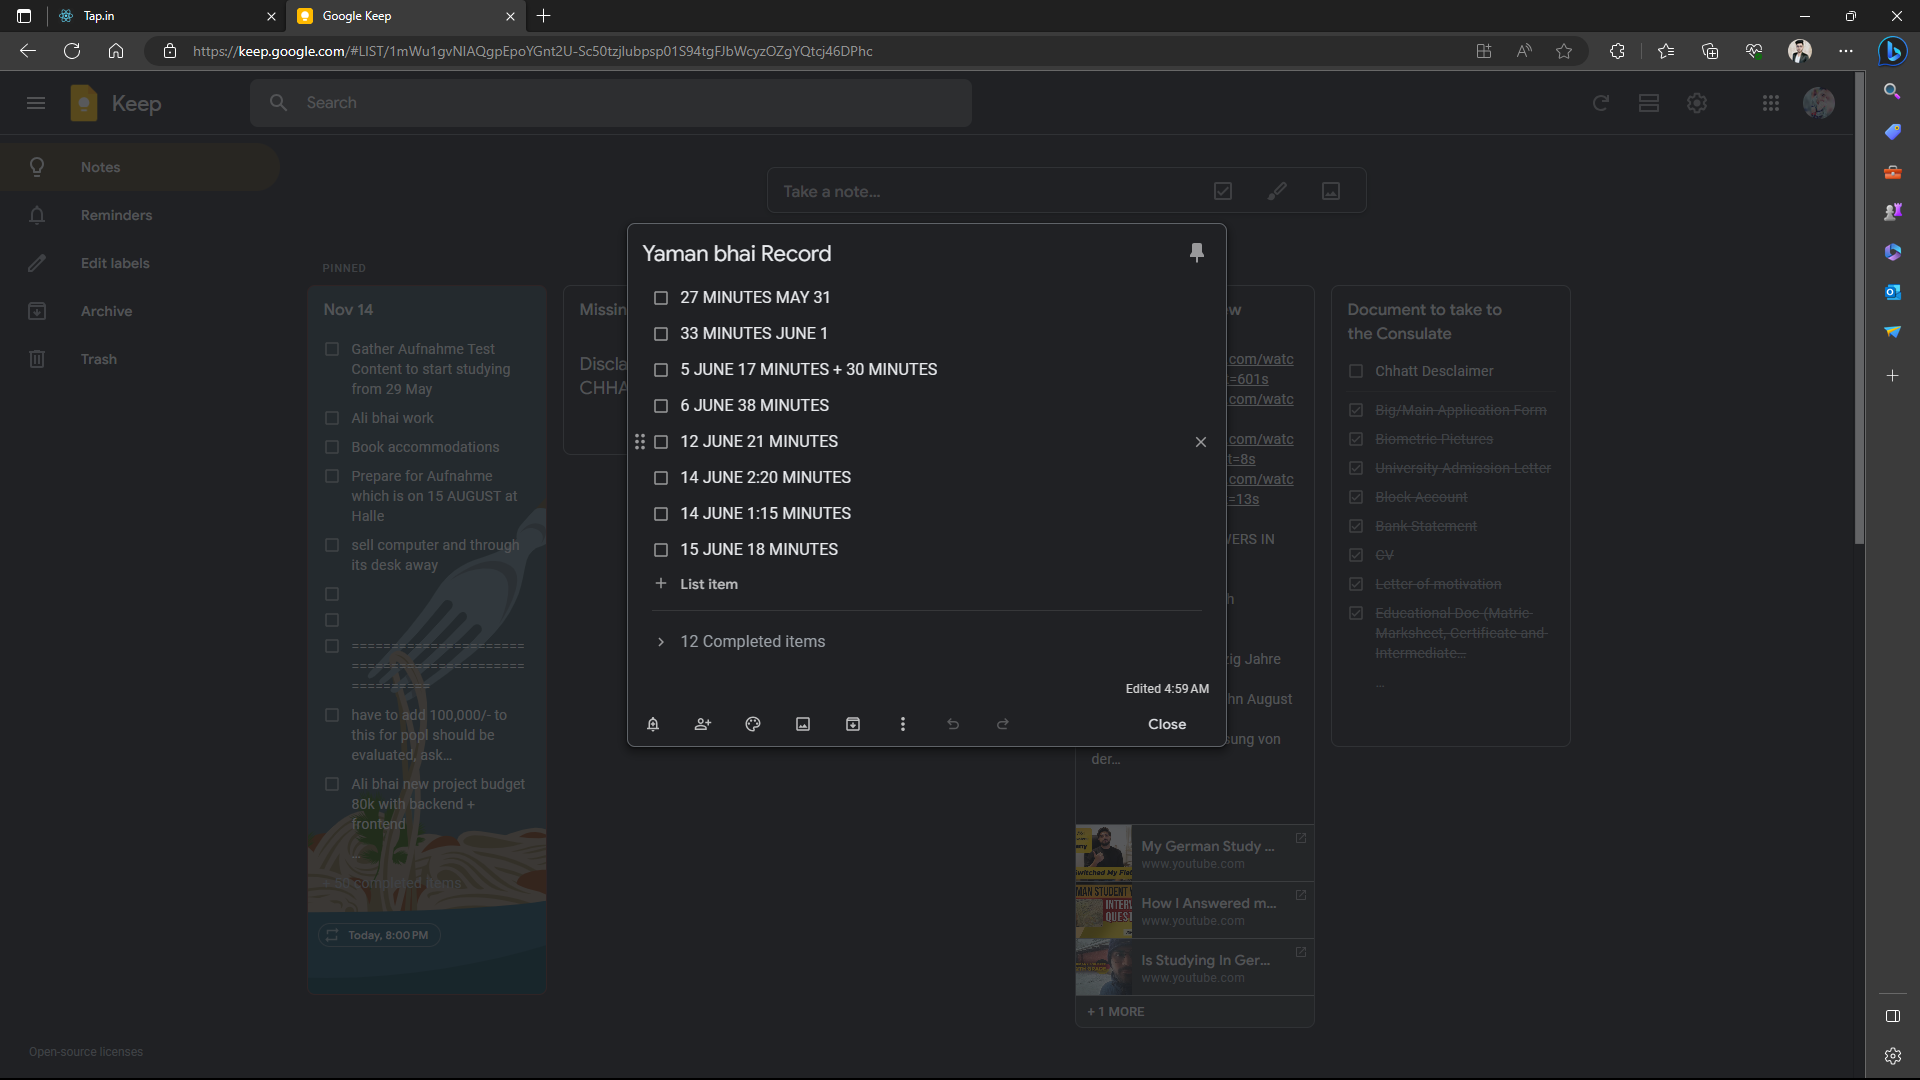 Tap.in
Google Keep
https://keep.google.com/#LIST/1mWu1gvNIAQgpEpoYGnt2U-Sc50tzjlubpsp01S94tgFJbWcyzOZgYQtcj46DPhc
Keep
Search
Notes
Reminders
Edit labels
Archive
Trash
Take a note...
PINNED
Nov 14
Gather Aufnahme Test
Content to start studying
from 29 May
Ali bhai work
Book accommodations
Prepare for Aufnahme
which is on 15 AUGUST at
Halle
sell computer and through
its desk away
========================
========================
===========
have to add 100,000/- to
this for popl should be
evaluated, ask...
Ali bhai new project budget
80k with backend +
frontend
...
completed items
Today, 8:00 PM
Missin
Discla
CHHA
Yaman bhai Record
27 MINUTES MAY 31
33 MINUTES JUNE 1
5 JUNE 17 MINUTES + 30 MINUTES
6 JUNE 38 MINUTES
12 JUNE 21 MINUTES
14 JUNE 2:20 MINUTES
14 JUNE 1:15 MINUTES
15 JUNE 18 MINUTES
+ List item
12 Completed items
Edited 4:59 AM
Close
w
com/watc
=601s
com/watc
com/watc
t=8s
com/watc
=13s
ERS IN
h
ig Jahre
hn August
sung von
der...
My German Study ...
www.youtube.com
How I Answered m...
www.youtube.com
Is Studying In Ger...
www.youtube.com
+ 1 MORE
Document to take to
the Consulate
Chhatt Desclaimer
Big/Main Application Form
Biometric Pictures
University Admission Letter
Block Account
Bank Statement
CV
Letter of motivation
Educational Doc (Matric
Marksheet, Certificate and
Intermediate...
...
Open-source licenses